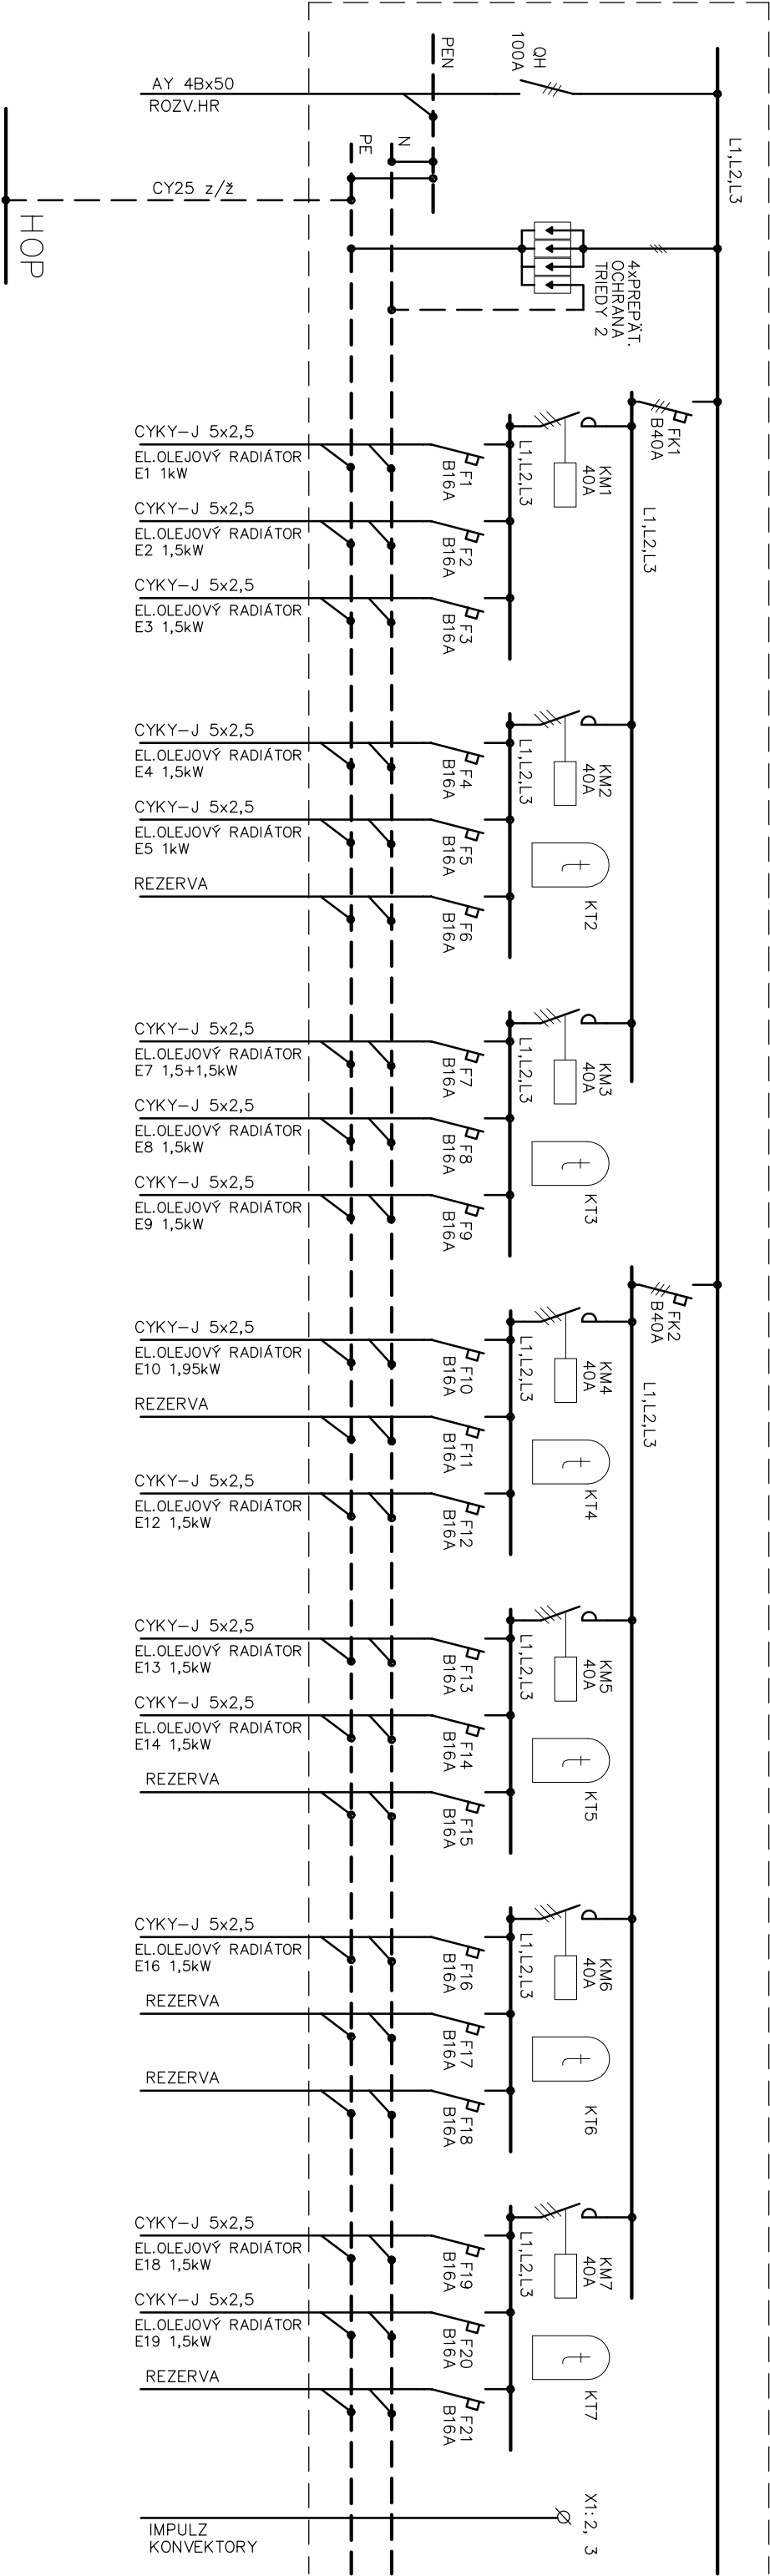 PEN
QH
100A
L1,L2,L3
AY 4Bx50
ROZV.HR
PE
N
CY25 z/ž
HOP
4xPREPÄT.
OCHRANA
TRIEDY 2
FK1
B40A
L1,L2,L3
KM1
40A
L1,L2,L3
CYKY-J 5x2,5
EL.OLEJOVÝ RADIÁTOR
E1 1kW
F1
B16A
CYKY-J 5x2,5
EL.OLEJOVÝ RADIÁTOR
E2 1,5kW
F2
B16A
CYKY-J 5x2,5
EL.OLEJOVÝ RADIÁTOR
E3 1,5kW
F3
B16A
KM2
40A
L1,L2,L3
CYKY-J 5x2,5
EL.OLEJOVÝ RADIÁTOR
E4 1,5kW
F4
B16A
CYKY-J 5x2,5
EL.OLEJOVÝ RADIÁTOR
E5 1kW
F5
B16A
t
KT2
REZERVA
F6
B16A
KM3
40A
L1,L2,L3
CYKY-J 5x2,5
EL.OLEJOVÝ RADIÁTOR
E7 1,5+1,5kW
F7
B16A
CYKY-J 5x2,5
EL.OLEJOVÝ RADIÁTOR
E8 1,5kW
F8
B16A
t
KT3
CYKY-J 5x2,5
EL.OLEJOVÝ RADIÁTOR
E9 1,5kW
F9
B16A
FK2
B40A
L1,L2,L3
KM4
40A
L1,L2,L3
CYKY-J 5x2,5
EL.OLEJOVÝ RADIÁTOR
E10 1,95kW
F10
B16A
REZERVA
F11
B16A
t
KT4
CYKY-J 5x2,5
EL.OLEJOVÝ RADIÁTOR
E12 1,5kW
F12
B16A
KM5
40A
L1,L2,L3
CYKY-J 5x2,5
EL.OLEJOVÝ RADIÁTOR
E13 1,5kW
F13
B16A
CYKY-J 5x2,5
EL.OLEJOVÝ RADIÁTOR
E14 1,5kW
F14
B16A
t
KT5
REZERVA
F15
B16A
KM6
40A
L1,L2,L3
CYKY-J 5x2,5
EL.OLEJOVÝ RADIÁTOR
E16 1,5kW
F16
B16A
REZERVA
F17
B16A
t
KT6
REZERVA
F18
B16A
KM7
40A
L1,L2,L3
CYKY-J 5x2,5
EL.OLEJOVÝ RADIÁTOR
E18 1,5kW
F19
B16A
CYKY-J 5x2,5
EL.OLEJOVÝ RADIÁTOR
E19 1,5kW
F20
B16A
t
KT7
REZERVA
F21
B16A
X1: 2, 3
IMPULZ
KONVEKTORY